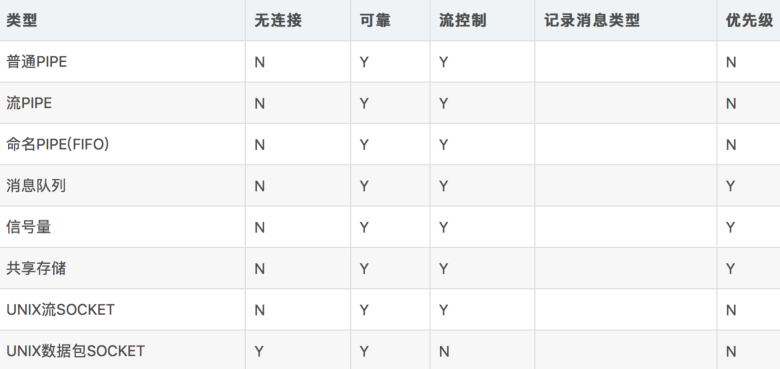 类型 无连接 可靠 流控制 记录消息类型 优先级
普通PIPE N Y Y N
流PIPE N Y Y N
命名PIPE(FIFO) N Y Y N
消息队列 N Y Y Y
信号量 N Y Y Y
共享存储 N Y Y Y
UNIX流SOCKET N Y Y N
UNIX数据包SOCKET Y Y N N